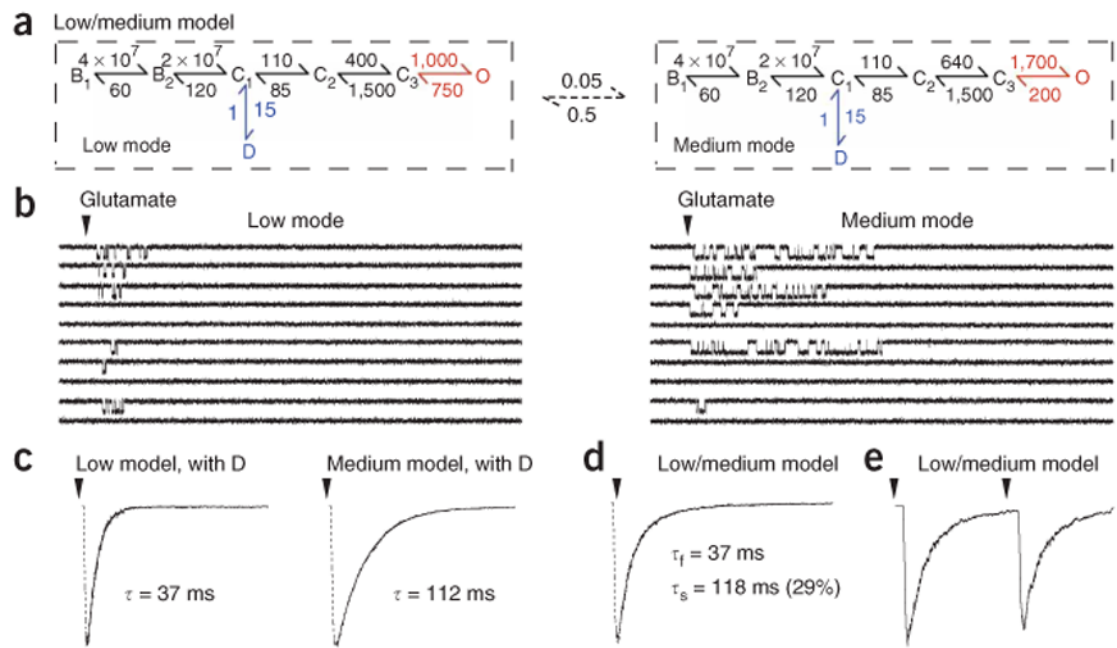 a Low/medium model
4 × 10⁷ 2 × 10⁷ 110 400 1,000
B₁ B₂ C₁ C₂ C₃ O
60 120 85 1,500 750
1 15
D
Low mode
0.05
0.5
4 × 10⁷ 2 × 10⁷ 110 640 1,700
B₁ B₂ C₁ C₂ C₃ O
60 120 85 1,500 200
1 15
D
Medium mode
b Glutamate
Low mode
Glutamate
Medium mode
c Low model, with D
τ = 37 ms
Medium model, with D
τ = 112 ms
d Low/medium model
τf = 37 ms
τs = 118 ms (29%)
e Low/medium model